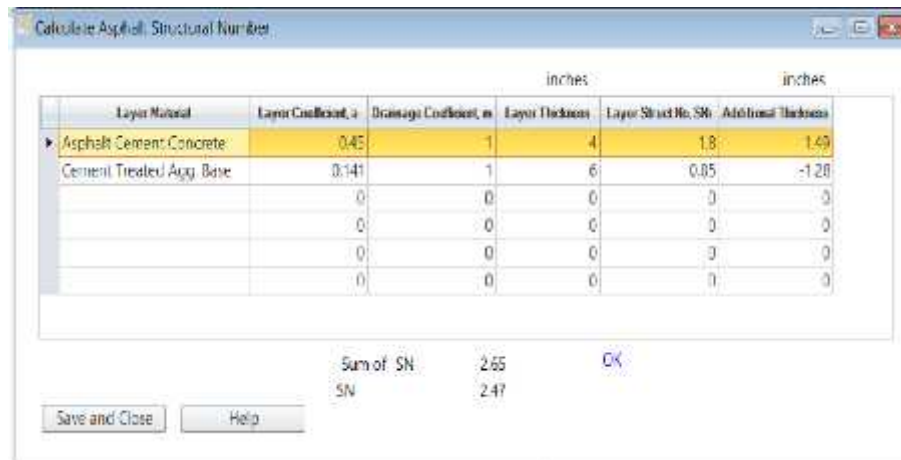 Calculate Asphalt Structural Number
inches inches
Layer Material Layer Coefficient, a Drainage Coefficient, m Layer Thickness Layer Struct No, SNi Additional Thickness
Asphalt Cement Concrete 0.45 1 4 1.8 1.49
Cement Treated Agg. Base 0.141 1 6 0.85 -1.28
0 0 0 0 0
0 0 0 0 0
0 0 0 0 0
0 0 0 0 0
Sum of SN 2.65 OK
SN 2.47
Save and Close Help